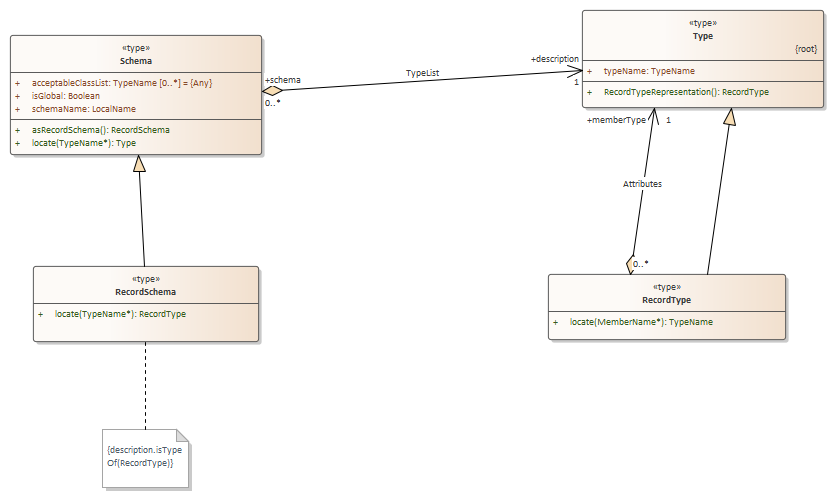 «type»
Schema
+ acceptableClassList: TypeName [0..*] = {Any}
+ isGlobal: Boolean
+ schemaName: LocalName
+ asRecordSchema(): RecordSchema
+ locate(TypeName*): Type
+schema
0..*
TypeList
+description
1
«type»
Type
{root}
+ typeName: TypeName
+ RecordTypeRepresentation(): RecordType
+memberType
1
Attributes
0..*
«type»
RecordSchema
+ locate(TypeName*): RecordType
«type»
RecordType
+ locate(MemberName*): TypeName
{description.isType
Of(RecordType)}